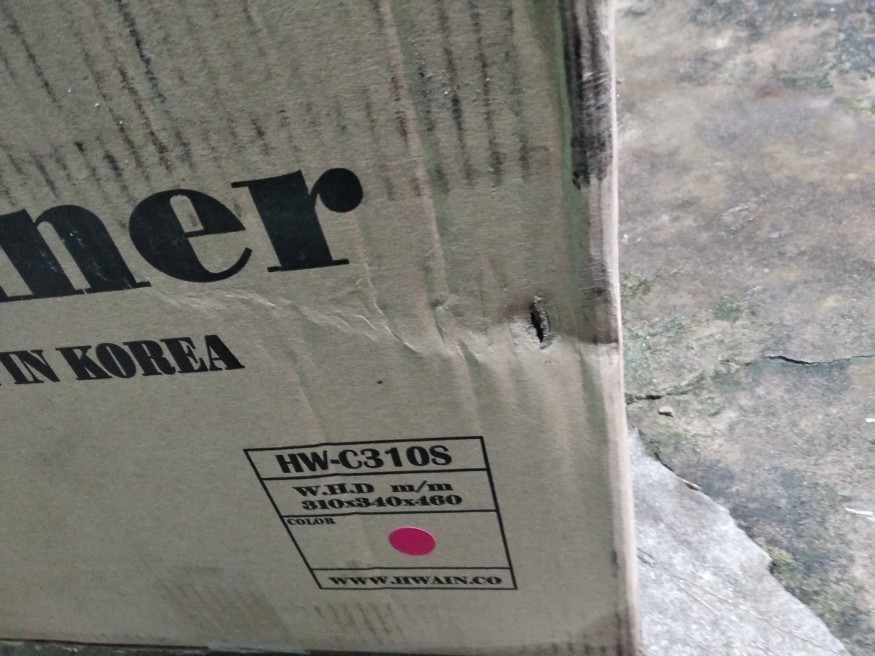 ner
IN KOREA
HW-C310S
W.H.D m/m
310x340x460
COLOR
WWW.HWAIN.CO